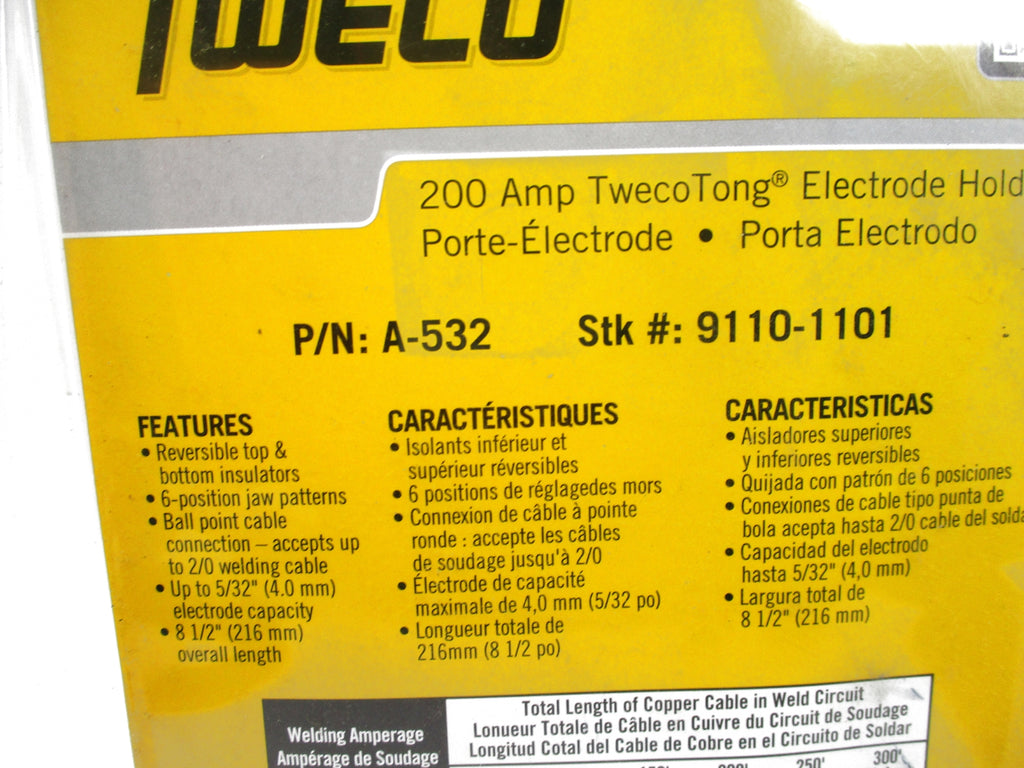 TWECO
200 Amp TwecoTong® Electrode Hold
Porte-Électrode • Porta Electrodo
P/N: A-532 Stk #: 9110-1101
FEATURES
• Reversible top &
bottom insulators
• 6-position jaw patterns
• Ball point cable
connection – accepts up
to 2/0 welding cable
• Up to 5/32" (4.0 mm)
electrode capacity
• 8 1/2" (216 mm)
overall length
CARACTÉRISTIQUES
• Isolants inférieur et
supérieur réversibles
• 6 positions de réglagedes mors
• Connexion de câble à pointe
ronde : accepte les câbles
de soudage jusqu'à 2/0
• Électrode de capacité
maximale de 4,0 mm (5/32 po)
• Longueur totale de
216mm (8 1/2 po)
CARACTERISTICAS
• Aisladores superiores
y inferiores reversibles
• Quijada con patrón de 6 posiciones
• Conexiones de cable tipo punta de
bola acepta hasta 2/0 cable del solda
• Capacidad del electrodo
hasta 5/32" (4,0 mm)
• Largura total de
8 1/2" (216 mm)
Welding Amperage
Ampérage de Soudage
Total Length of Copper Cable in Weld Circuit
Lonueur Totale de Câble en Cuivre du Circuit de Soudage
Longitud Cotal del Cable de Cobre en el Circuito de Soldar
250' 300'